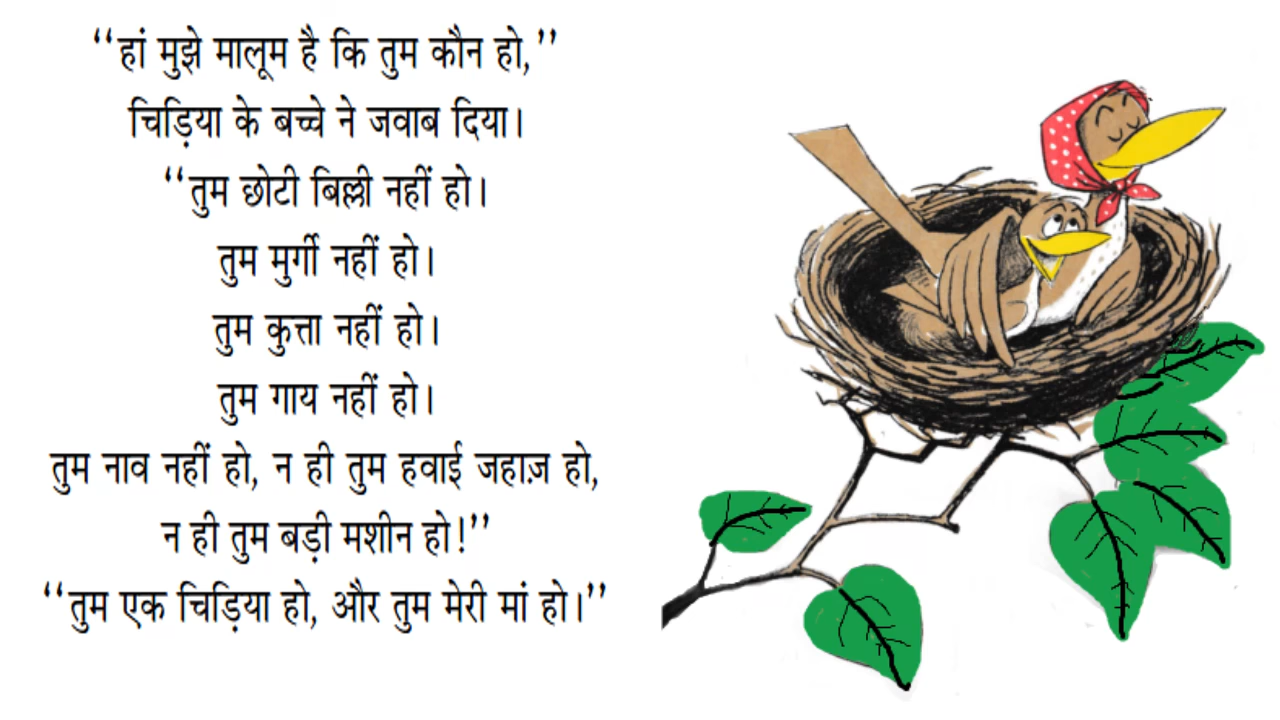 “हां मुझे मालूम है कि तुम कौन हो,”
चिड़िया के बच्चे ने जवाब दिया।
“तुम छोटी बिल्ली नहीं हो।
तुम मुर्गी नहीं हो।
तुम कुत्ता नहीं हो।
तुम गाय नहीं हो।
तुम नाव नहीं हो, न ही तुम हवाई जहाज़ हो,
न ही तुम बड़ी मशीन हो!”
“तुम एक चिड़िया हो, और तुम मेरी मां हो।”